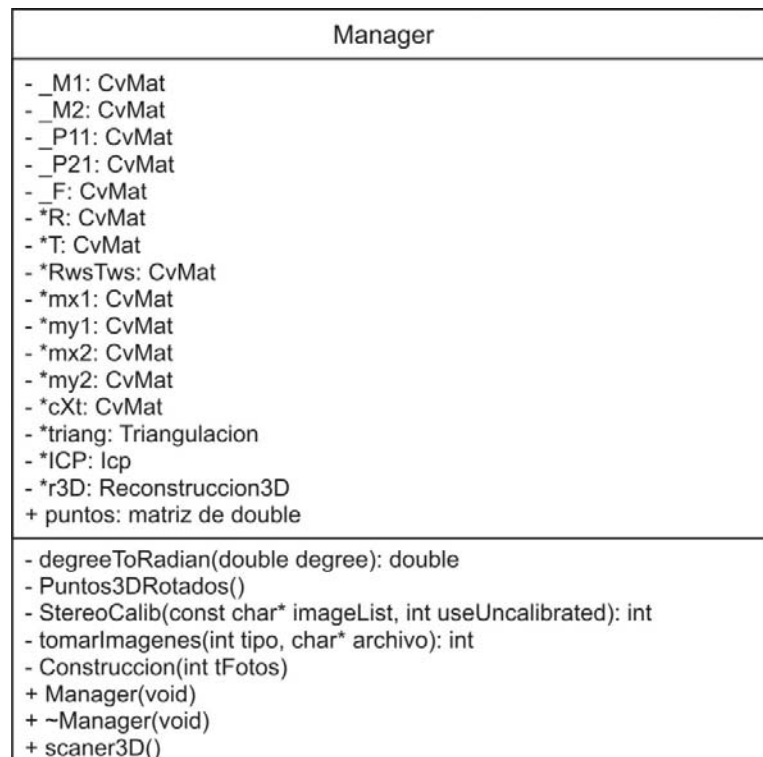 Manager
- _M1: CvMat
- _M2: CvMat
- _P11: CvMat
- _P21: CvMat
- _F: CvMat
- *R: CvMat
- *T: CvMat
- *RwsTws: CvMat
- *mx1: CvMat
- *my1: CvMat
- *mx2: CvMat
- *my2: CvMat
- *cXt: CvMat
- *triang: Triangulacion
- *ICP: Icp
- *r3D: Reconstruccion3D
+ puntos: matriz de double
- degreeToRadian(double degree): double
- Puntos3DRotados()
- StereoCalib(const char* imageList, int useUncalibrated): int
- tomarImagenes(int tipo, char* archivo): int
- Construccion(int tFotos)
+ Manager(void)
+ ~Manager(void)
+ scaner3D()